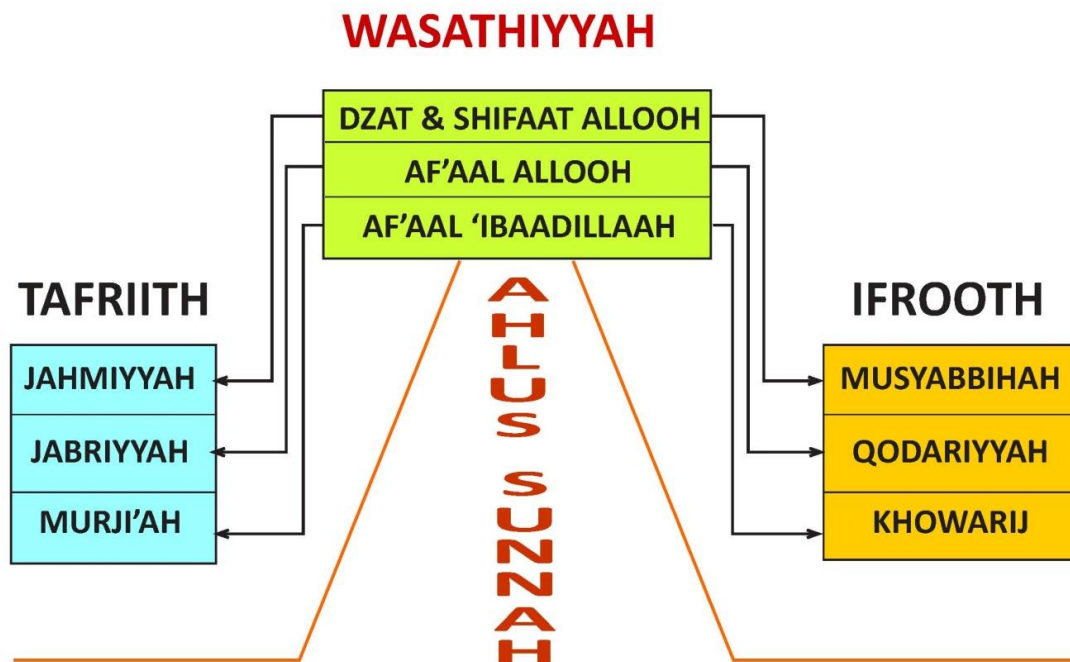 WASATHIYYAH
DZAT & SHIFAAT ALLOOH
AF’AAL ALLOOH
AF’AAL ‘IBAADILLAAH
TAFRIITH
JAHMIYYAH
JABRIYYAH
MURJI’AH
AHLUS SUNNAH
IFROOTH
MUSYABBIHAH
QODARIYYAH
KHOWARIJ